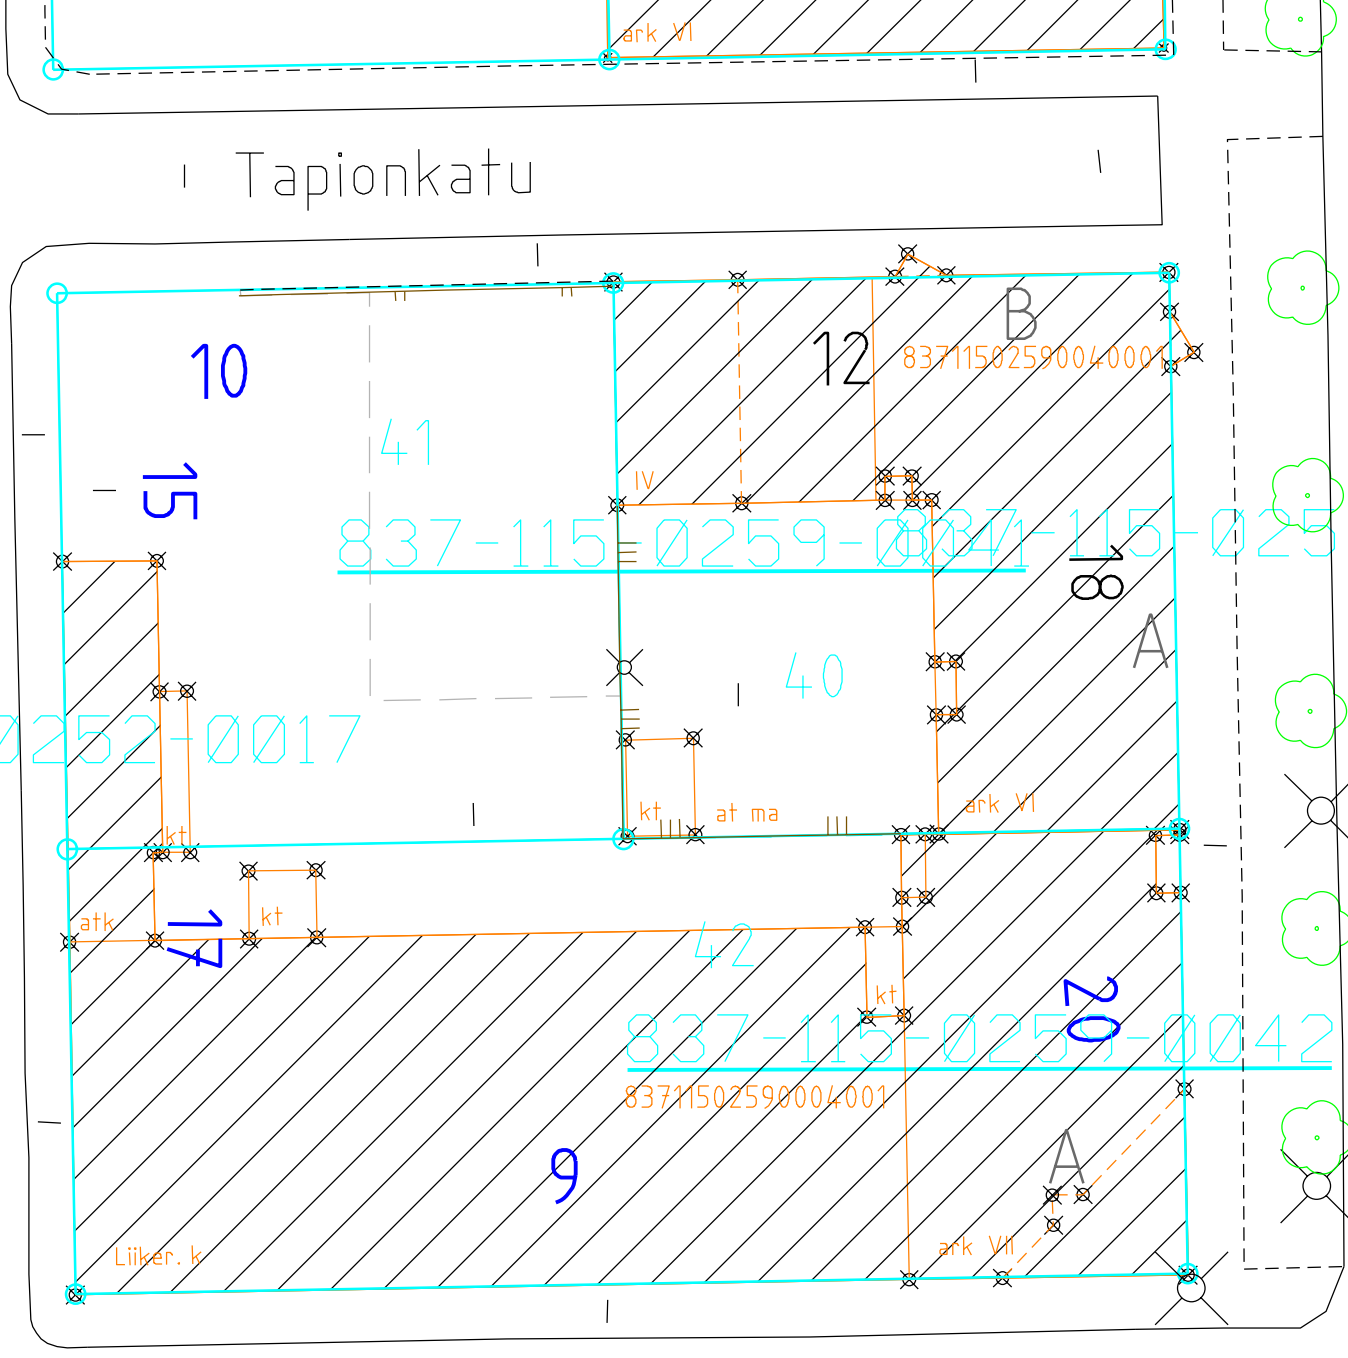 ark VI
Tapionkatu
B
12
837115025900400001
10
41
15
IV
837-115-0259-0041
837-115-025
18
A
40
0252-0017
kt
at ma
ark VI
kt
atk
17
kt
42
kt
20
837-115-0259-0042
83711502590004001
9
A
ark VII
Liiker. k